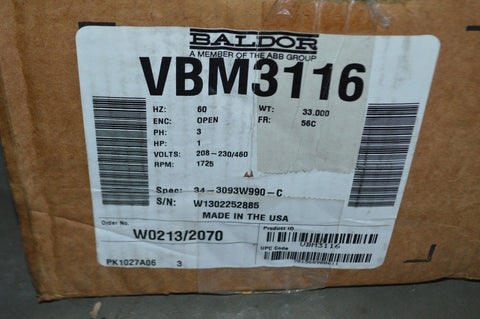 BALDOR
A MEMBER OF THE ABB GROUP
VBM3116
HZ: 60 WT: 33.000
ENC: OPEN FR: 56C
PH: 3
HP: 1
VOLTS: 208-230/460
RPM: 1725
Spec: 34-3093W990-C
S/N: W1302252885
MADE IN THE USA
Order No. Product ID
W0213/2070 VBM3116
UPC Code
PK1027A06 3